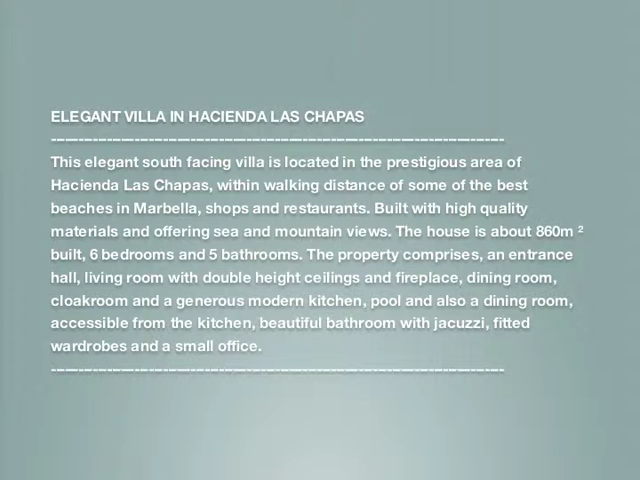 ELEGANT VILLA IN HACIENDA LAS CHAPAS
--------------------------------------------------------------------------------
This elegant south facing villa is located in the prestigious area of
Hacienda Las Chapas, within walking distance of some of the best
beaches in Marbella, shops and restaurants. Built with high quality
materials and offering sea and mountain views. The house is about 860m ²
built, 6 bedrooms and 5 bathrooms. The property comprises, an entrance
hall, living room with double height ceilings and fireplace, dining room,
cloakroom and a generous modern kitchen, pool and also a dining room,
accessible from the kitchen, beautiful bathroom with jacuzzi, fitted
wardrobes and a small office.
--------------------------------------------------------------------------------